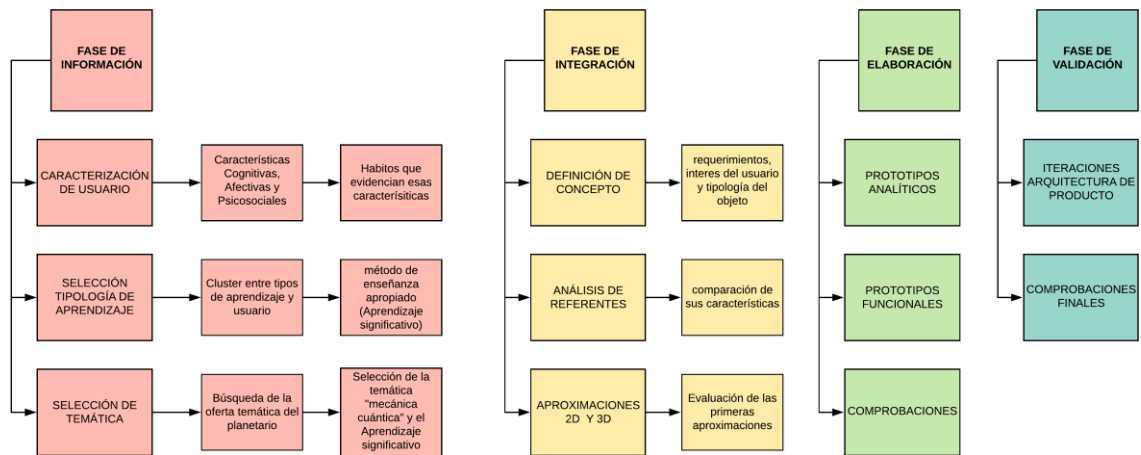 FASE DE
INFORMACIÓN
CARACTERIZACIÓN
DE USUARIO
Características
Cognitivas,
Afectivas y
Psicosociales
Habitos que
evidencian esas
caracterísiticas
SELECCIÓN
TIPOLOGÍA DE
APRENDIZAJE
Cluster entre tipos
de aprendizaje y
usuario
método de
enseñanza
apropiado
(Aprendizaje
significativo)
SELECCIÓN DE
TEMÁTICA
Búsqueda de la
oferta temática del
planetario
Selección de la
temática
"mecánica
cuántica" y el
Aprendizaje
significativo
FASE DE
INTEGRACIÓN
DEFINICIÓN DE
CONCEPTO
requerimientos,
interes del usuario
y tipología del
objeto
ANÁLISIS DE
REFERENTES
comparación de
sus características
APROXIMACIONES
2D Y 3D
Evaluación de las
primeras
aproximaciones
FASE DE
ELABORACIÓN
PROTOTIPOS
ANALÍTICOS
PROTOTIPOS
FUNCIONALES
COMPROBACIONES
FASE DE
VALIDACIÓN
ITERACIONES
ARQUITECTURA DE
PRODUCTO
COMPROBACIONES
FINALES